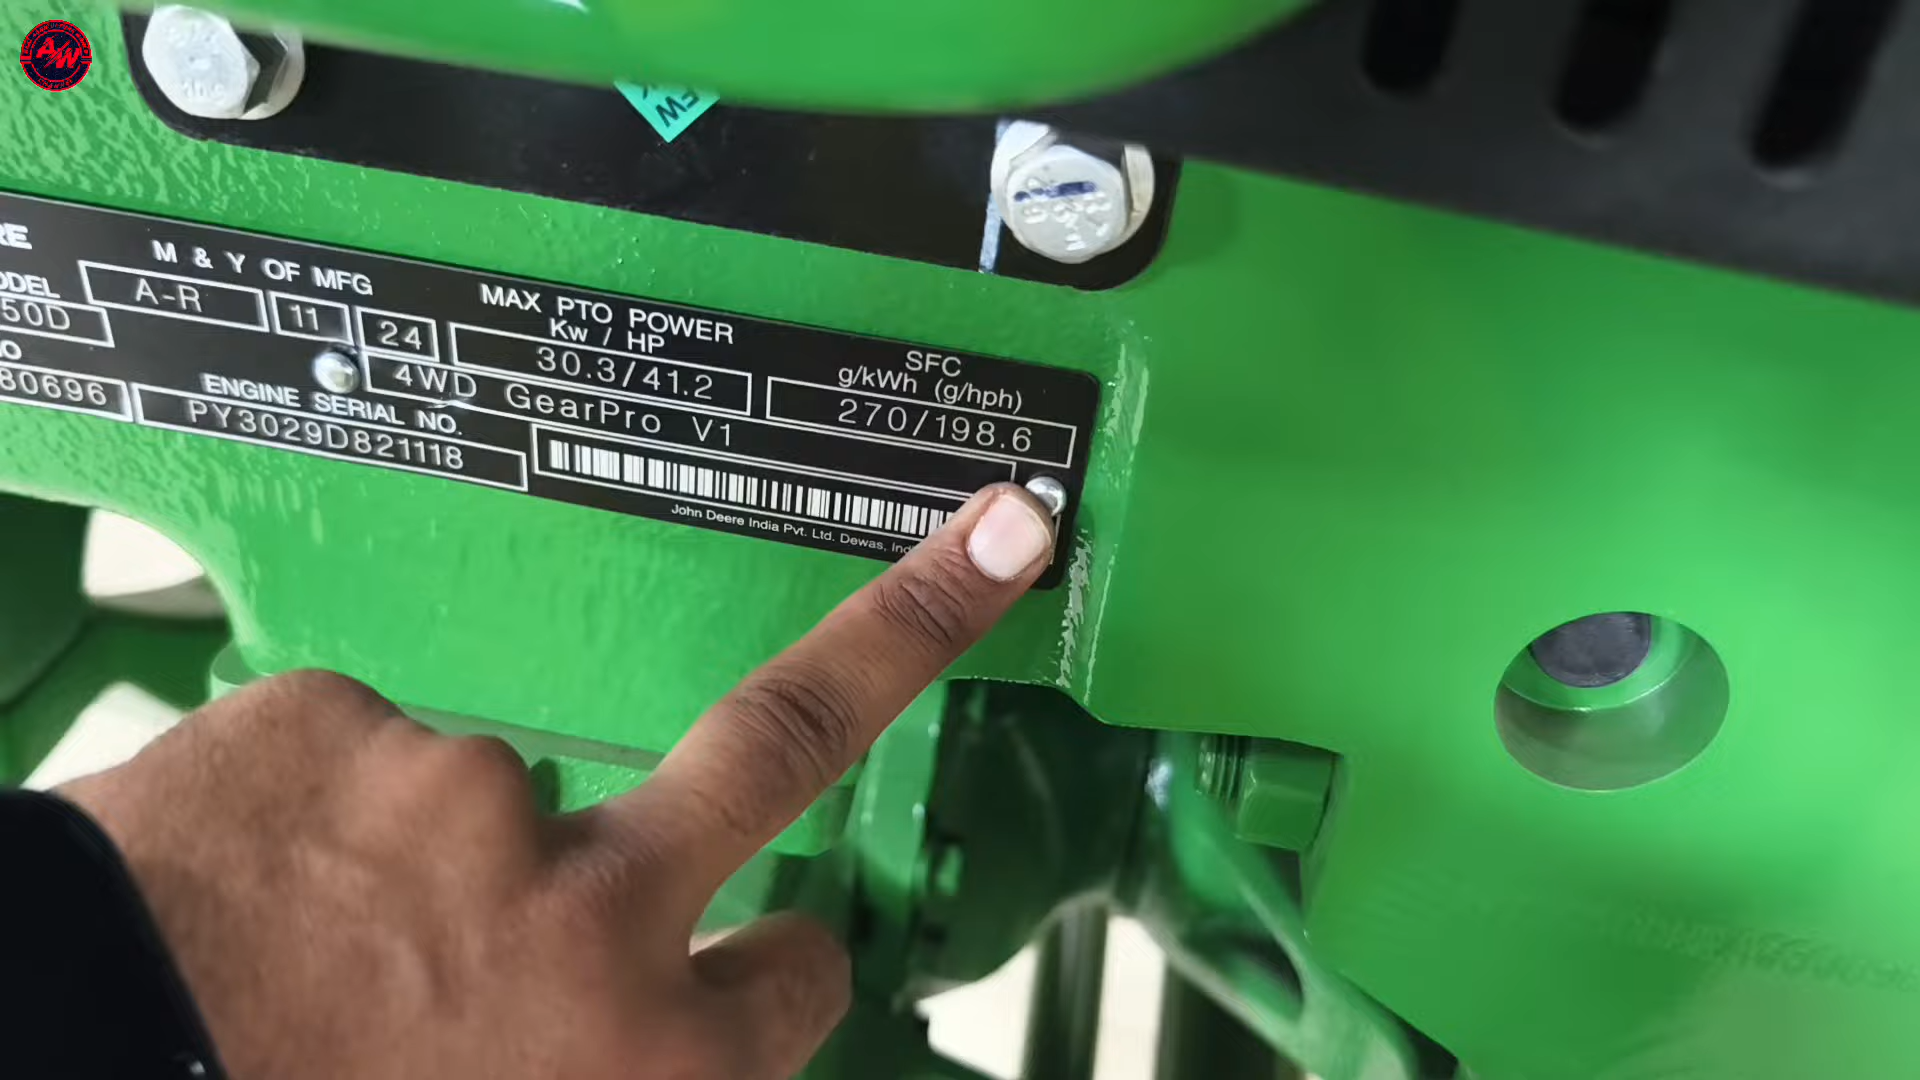 A/W
FW
RE
M & Y OF MFG
MAX PTO POWER
Kw / HP
SFC
g/kWh (g/hph)
ODEL
50D
A-R
11
24
30.3/41.2
270/198.6
O
80696
ENGINE SERIAL NO.
PY3029D821118
4WD GearPro V1
John Deere India Pvt. Ltd. Dewas, Ind